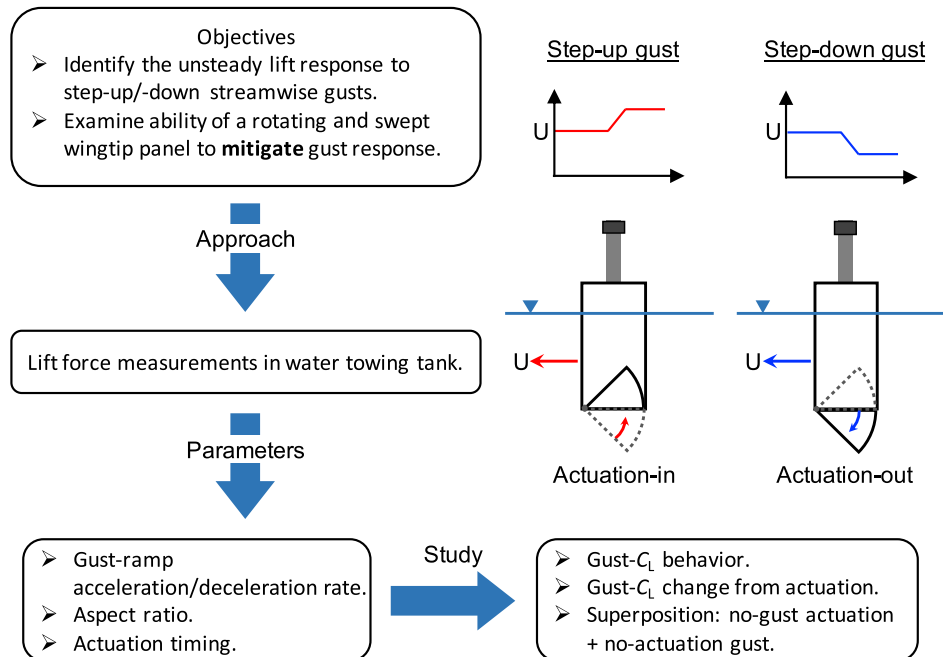 Objectives
➢ Identify the unsteady lift response to
step-up/-down streamwise gusts.
➢ Examine ability of a rotating and swept
wingtip panel to mitigate gust response.
Approach
Lift force measurements in water towing tank.
Parameters
➢ Gust-ramp
acceleration/deceleration rate.
➢ Aspect ratio.
➢ Actuation timing.
Study
➢ Gust-C_L behavior.
➢ Gust-C_L change from actuation.
➢ Superposition: no-gust actuation
+ no-actuation gust.
Step-up gust
U
U
Actuation-in
Step-down gust
U
U
Actuation-out